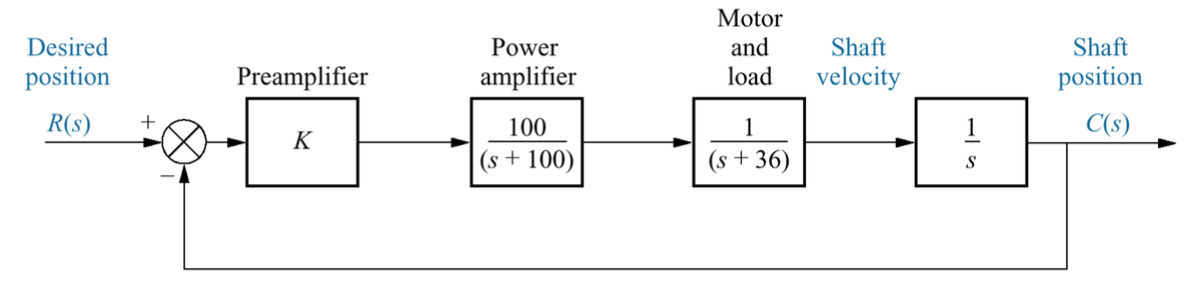 Desired
position
R(s)
+
−
Preamplifier
K
Power
amplifier
100
(s + 100)
Motor
and
load
1
(s + 36)
Shaft
velocity
1
s
Shaft
position
C(s)